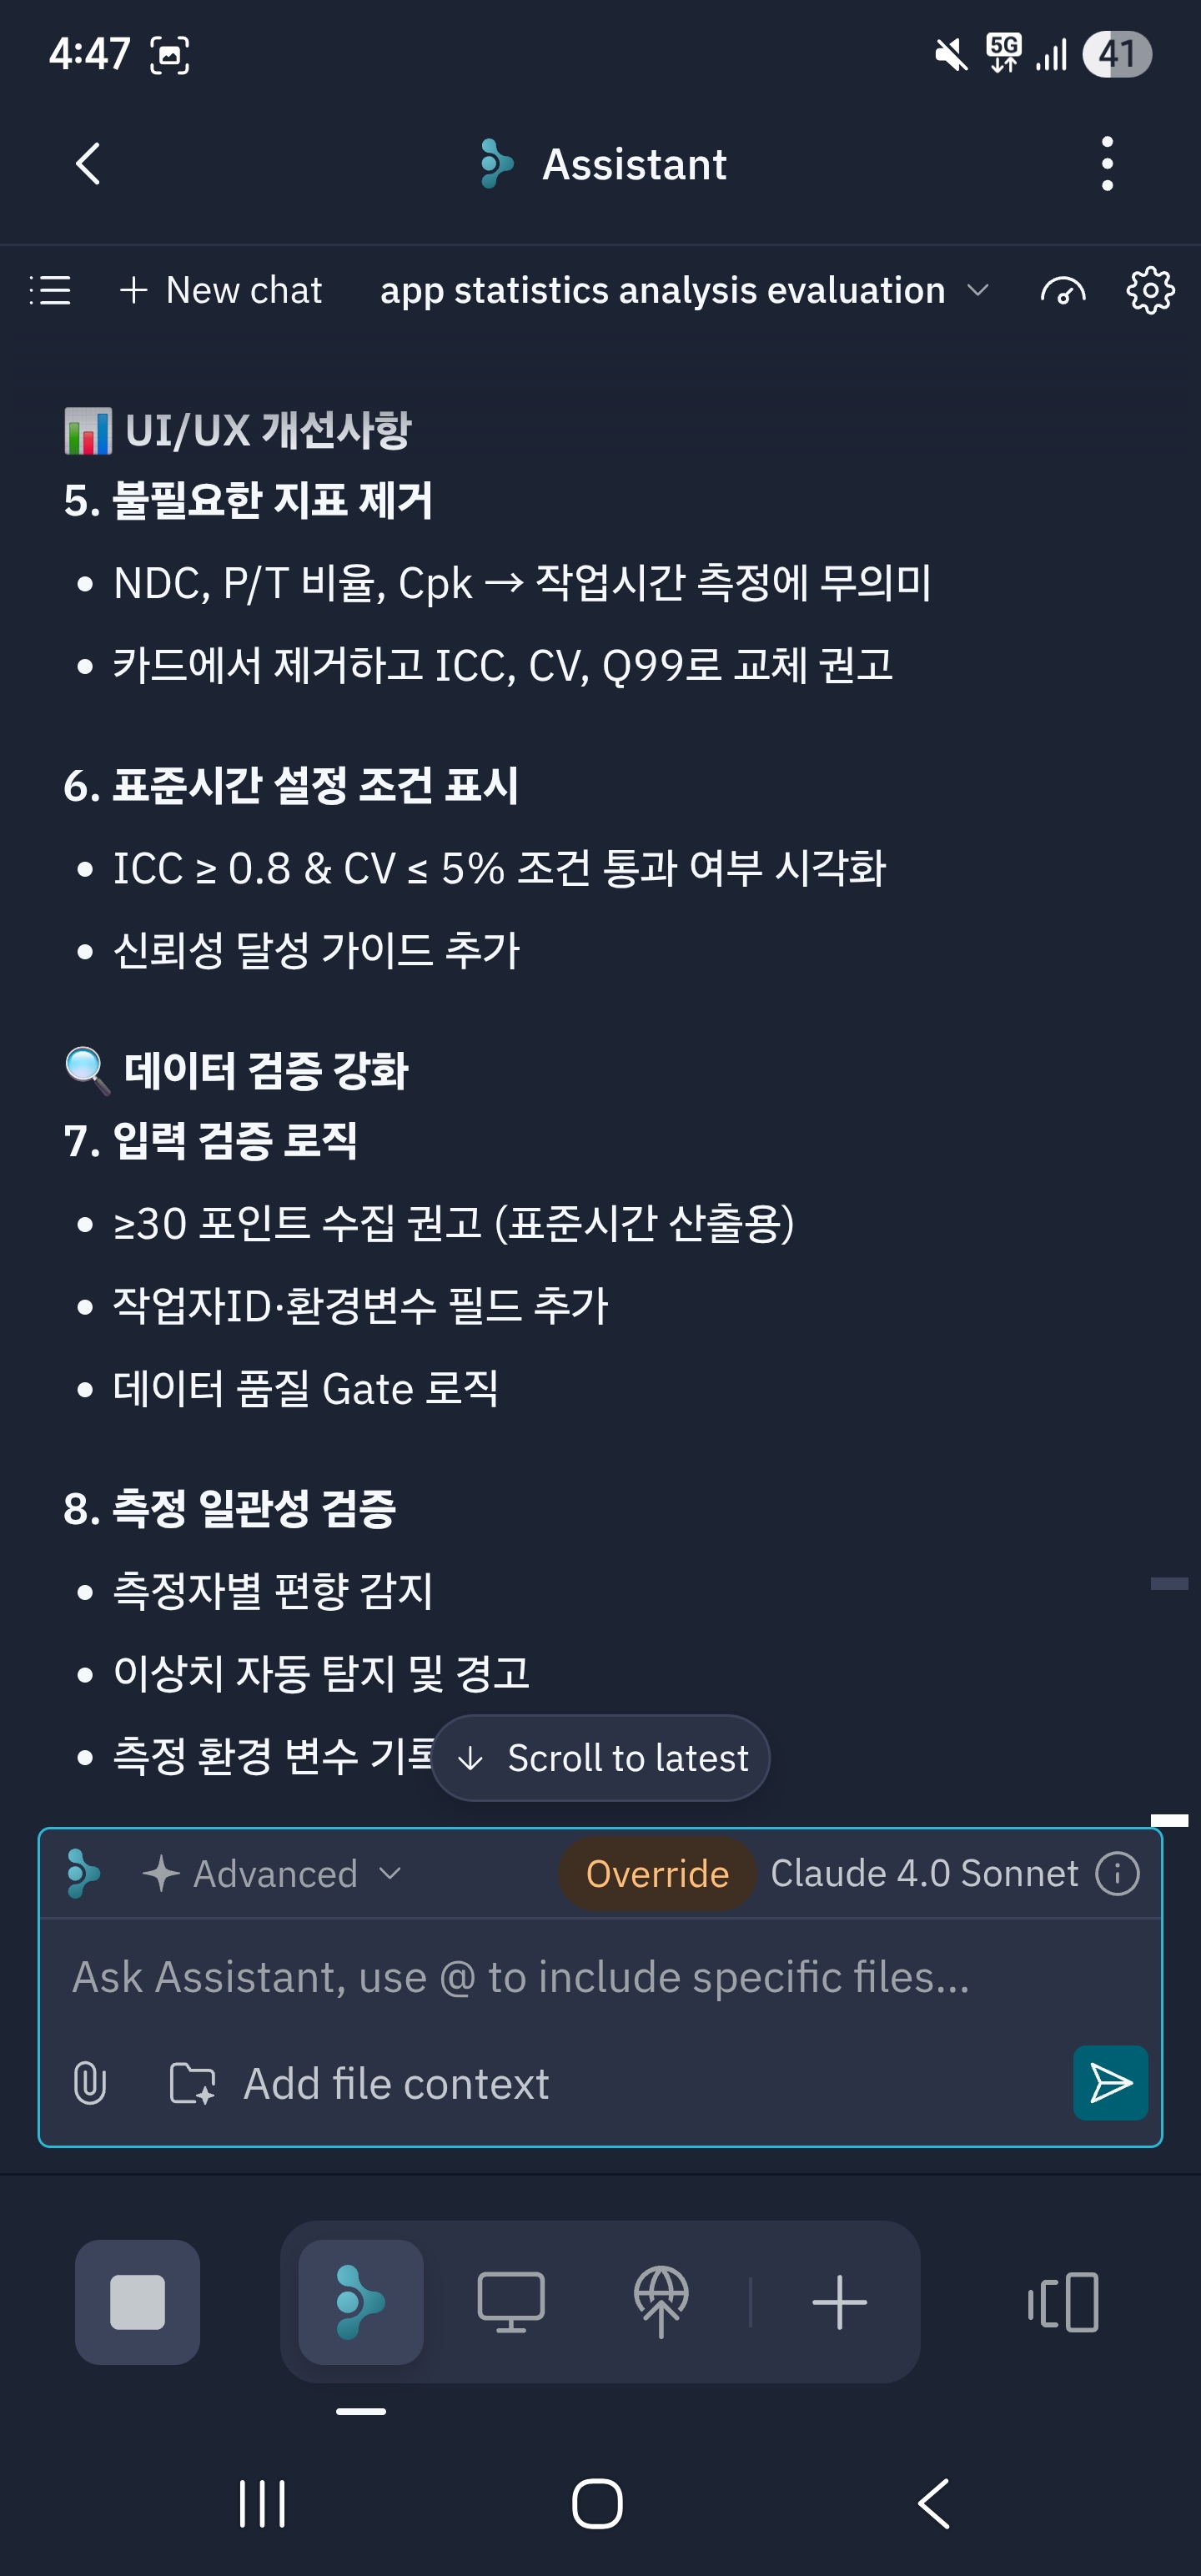 4:47
5G
41
Assistant
+ New chat
app statistics analysis evaluation
📊 UI/UX 개선사항
5. 불필요한 지표 제거
• NDC, P/T 비율, Cpk → 작업시간 측정에 무의미
• 카드에서 제거하고 ICC, CV, Q99로 교체 권고
6. 표준시간 설정 조건 표시
• ICC ≥ 0.8 & CV ≤ 5% 조건 통과 여부 시각화
• 신뢰성 달성 가이드 추가
🔍 데이터 검증 강화
7. 입력 검증 로직
• ≥30 포인트 수집 권고 (표준시간 산출용)
• 작업자ID·환경변수 필드 추가
• 데이터 품질 Gate 로직
8. 측정 일관성 검증
• 측정자별 편향 감지
• 이상치 자동 탐지 및 경고
• 측정 환경 변수 기록
↓ Scroll to latest
Advanced
Override
Claude 4.0 Sonnet
Ask Assistant, use @ to include specific files...
Add file context